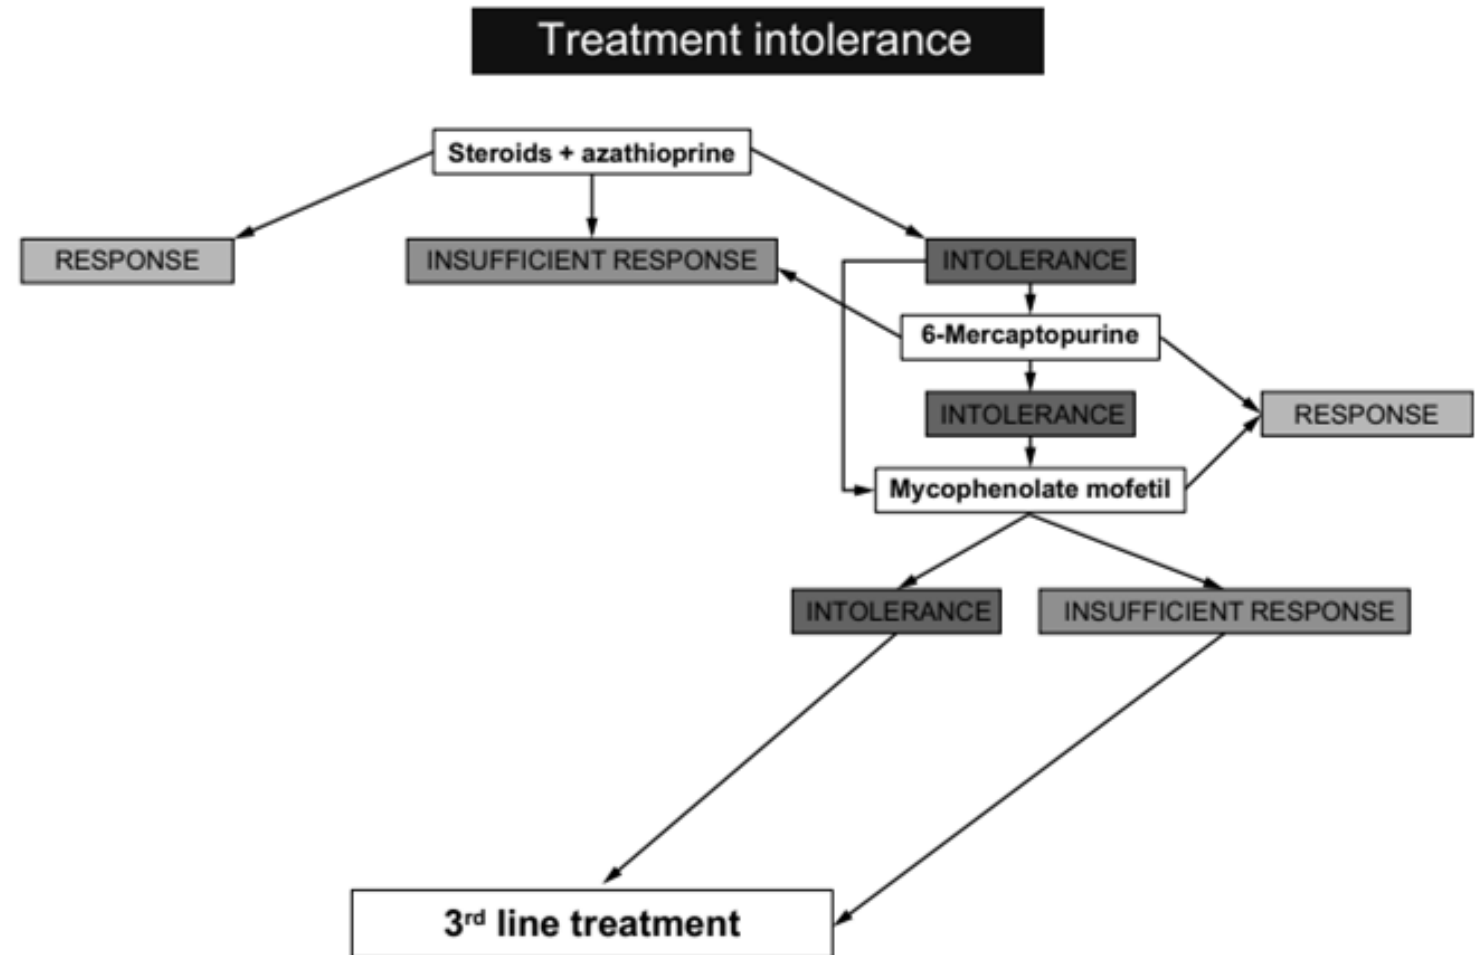 Treatment intolerance
Steroids + azathioprine
RESPONSE
INSUFFICIENT RESPONSE
INTOLERANCE
6-Mercaptopurine
INTOLERANCE
RESPONSE
Mycophenolate mofetil
INTOLERANCE
INSUFFICIENT RESPONSE
3rd line treatment